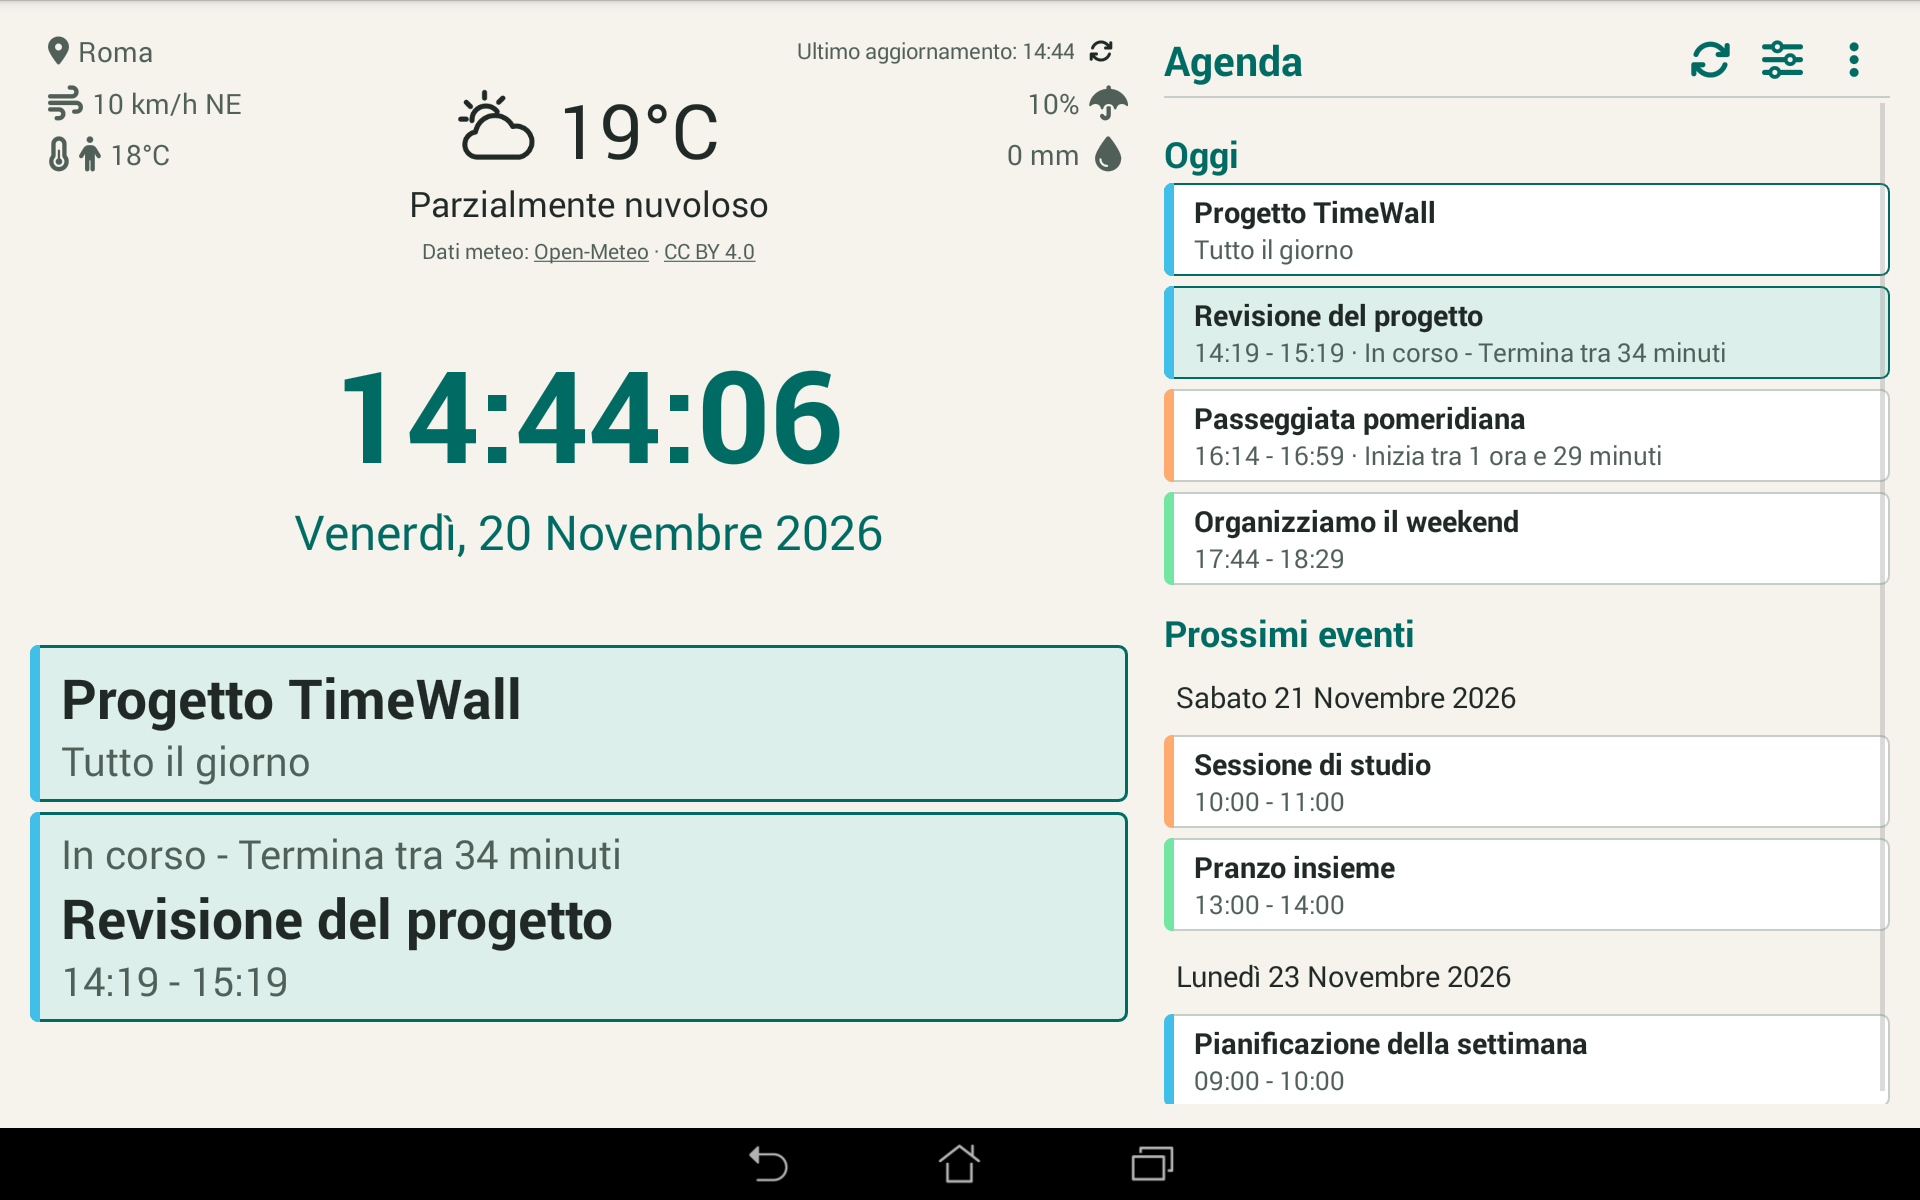 Roma
10 km/h NE
18°C
Ultimo aggiornamento: 14:44
19°C
10%
0 mm
Parzialmente nuvoloso
Dati meteo: Open-Meteo · CC BY 4.0
14:44:06
Venerdì, 20 Novembre 2026
Progetto TimeWall
Tutto il giorno
In corso - Termina tra 34 minuti
Revisione del progetto
14:19 - 15:19
Agenda
Oggi
Progetto TimeWall
Tutto il giorno
Revisione del progetto
14:19 - 15:19 · In corso - Termina tra 34 minuti
Passeggiata pomeridiana
16:14 - 16:59 · Inizia tra 1 ora e 29 minuti
Organizziamo il weekend
17:44 - 18:29
Prossimi eventi
Sabato 21 Novembre 2026
Sessione di studio
10:00 - 11:00
Pranzo insieme
13:00 - 14:00
Lunedì 23 Novembre 2026
Pianificazione della settimana
09:00 - 10:00